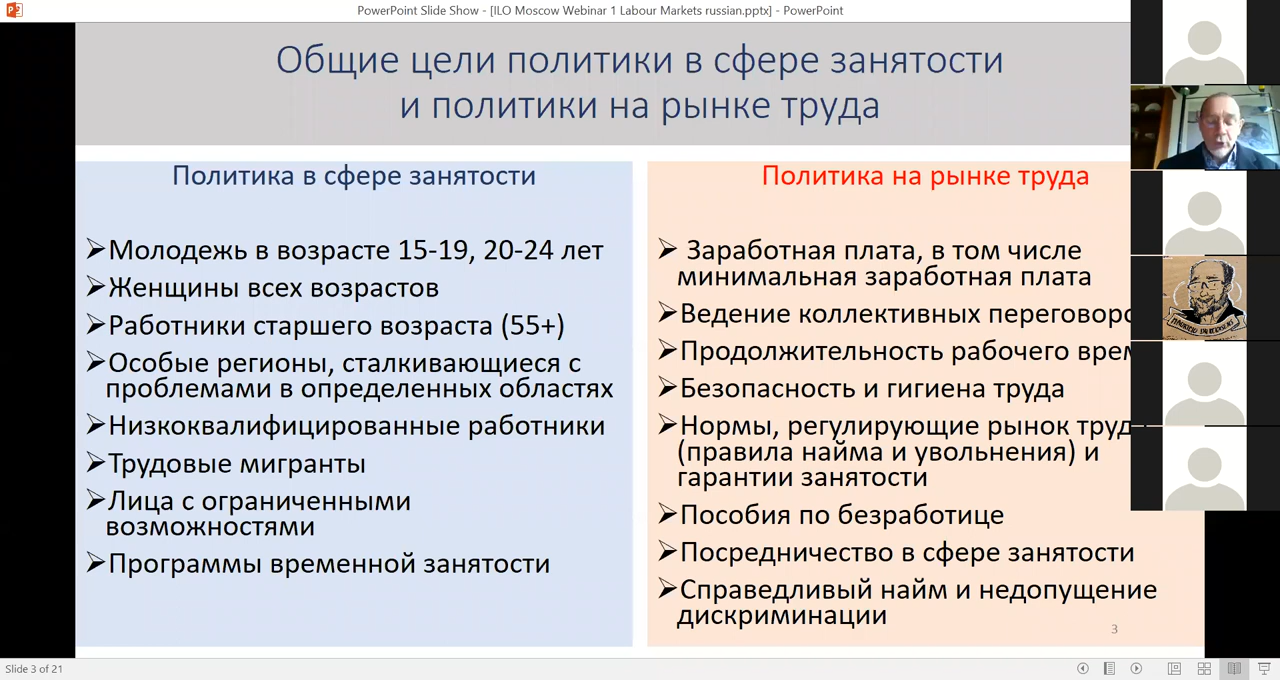 PowerPoint Slide Show - [ILO Moscow Webinar 1 Labour Markets russian.pptx] - PowerPoint
Общие цели политики в сфере занятости
и политики на рынке труда
Политика в сфере занятости
Молодежь в возрасте 15-19, 20-24 лет
Женщины всех возрастов
Работники старшего возраста (55+)
Особые регионы, сталкивающиеся с
проблемами в определенных областях
Низкоквалифицированные работники
Трудовые мигранты
Лица с ограниченными
возможностями
Программы временной занятости
Политика на рынке труда
Заработная плата, в том числе
минимальная заработная плата
Ведение коллективных
Продолжительность рабочего
Безопасность и гигиена труда
Нормы, регулирующие рынок
(правила найма и увольнения) и
гарантии занятости
Пособия по безработице
Посредничество в сфере занятости
Справедливый найм и недопущение
дискриминации
3
Slide 3 of 21